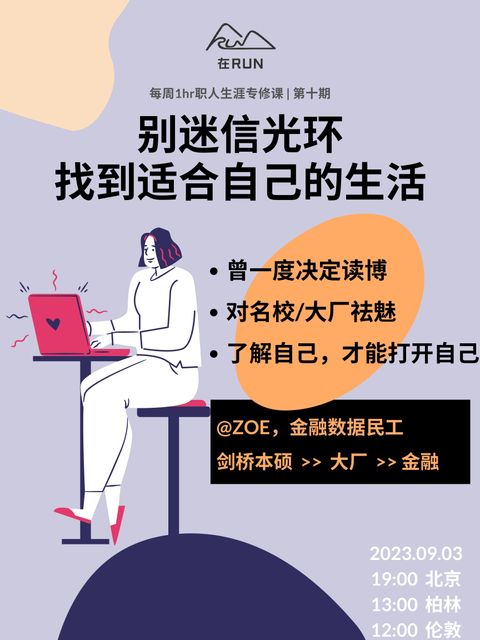 RUN
在RUN
每周1hr职人生涯专修课 | 第十期
别迷信光环
找到适合自己的生活
• 曾一度决定读博
• 对名校/大厂祛魅
• 了解自己，才能打开自己
@ZOE，金融数据民工
剑桥本硕 >> 大厂 >> 金融
2023.09.03
19:00 北京
13:00 柏林
12:00 伦敦